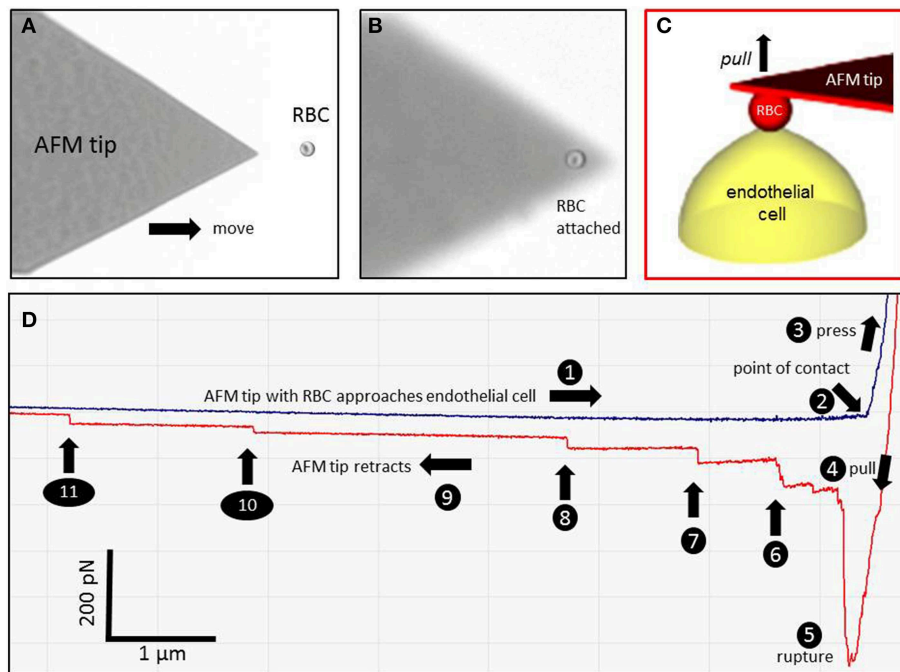 A
AFM tip
RBC
move
B
RBC
attached
C
pull
AFM tip
RBC
endothelial
cell
D
3 press
point of contact
1
AFM tip with RBC approaches endothelial cell
2
4 pull
AFM tip retracts
11
10
9
8
7
6
200 pN
1 µm
5
rupture